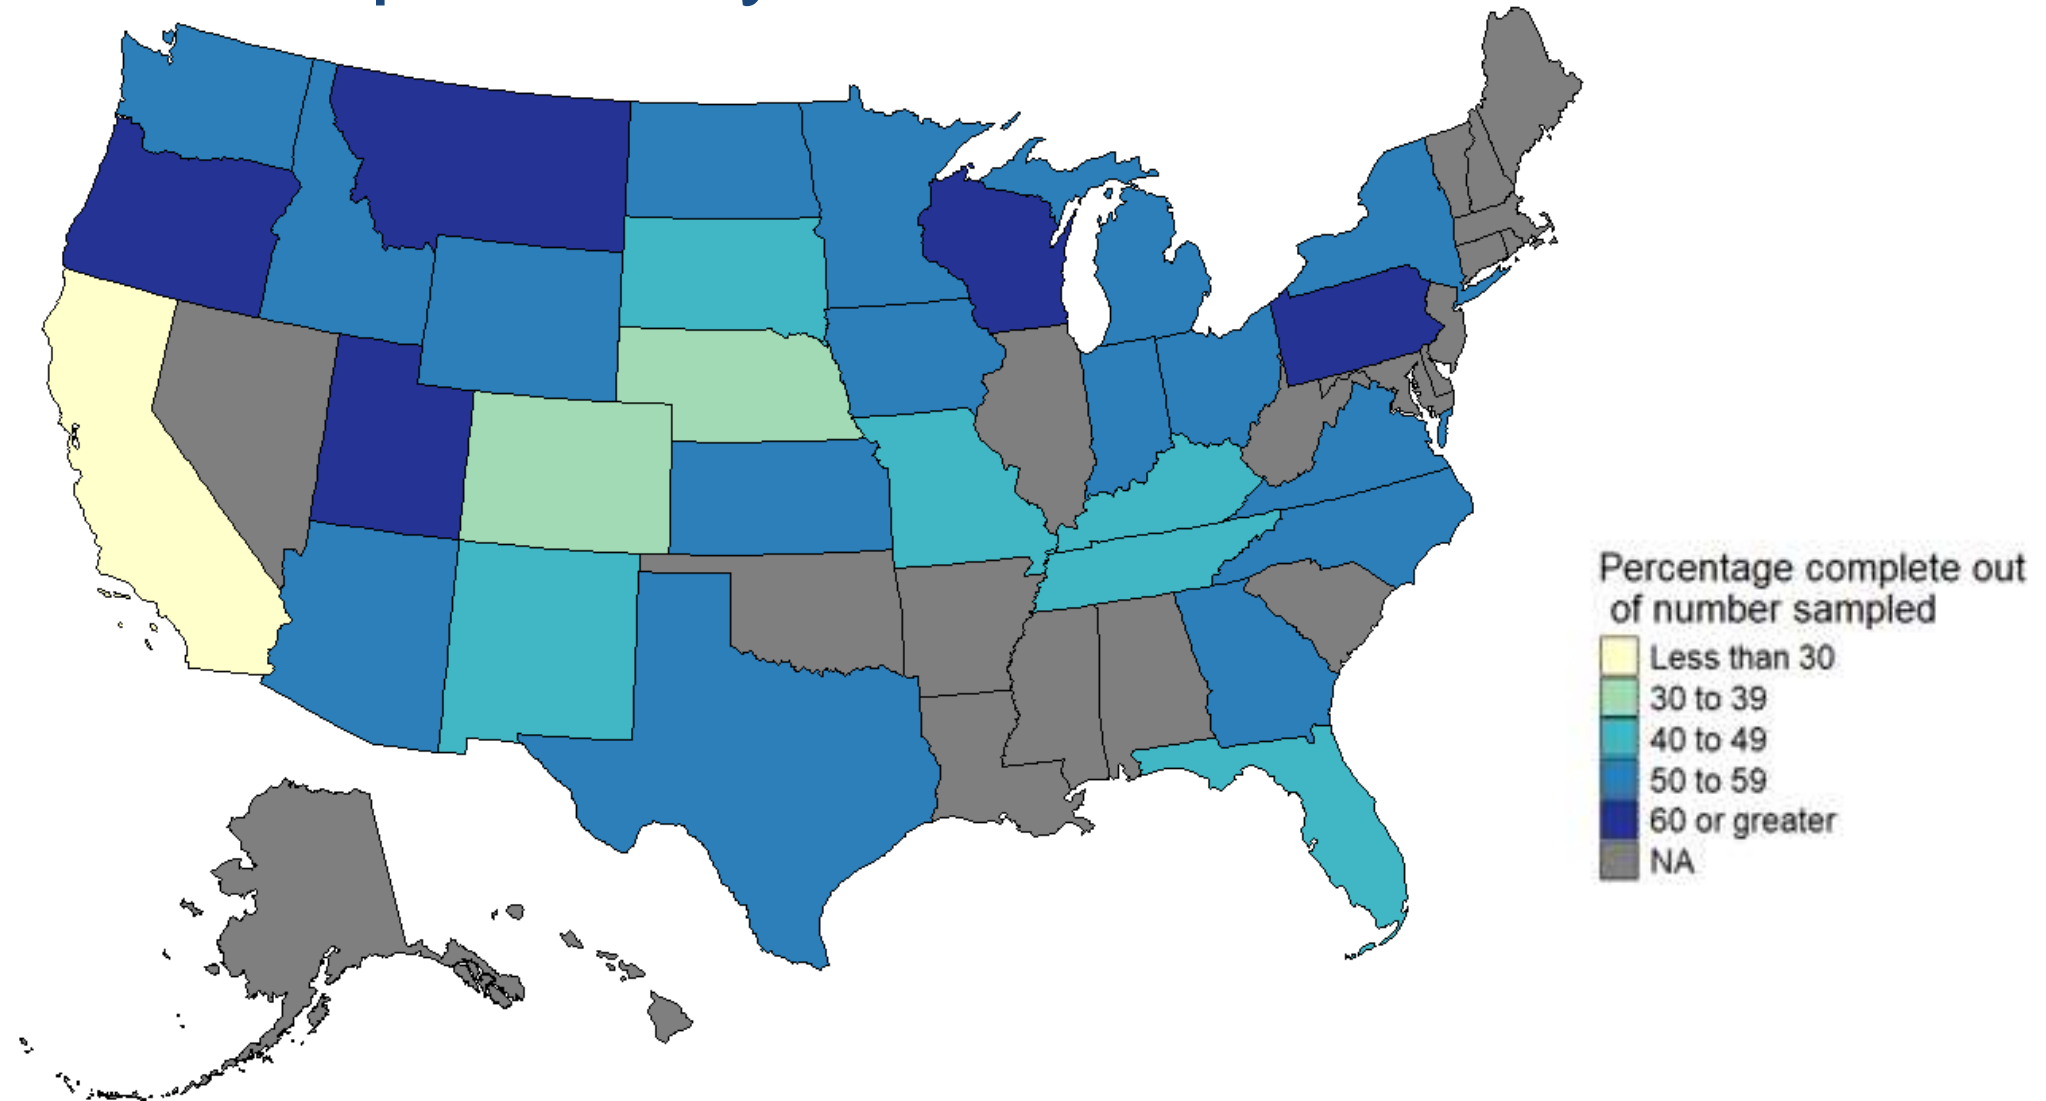 Percentage complete out
of number sampled
Less than 30
30 to 39
40 to 49
50 to 59
60 or greater
NA